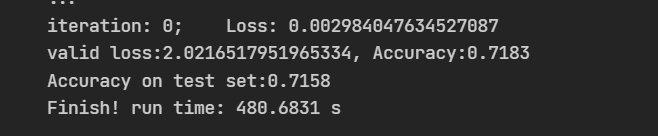 ...
iteration: 0;    Loss: 0.002984047634527087
valid loss:2.0216517951965334, Accuracy:0.7183
Accuracy on test set:0.7158
Finish! run time: 480.6831 s